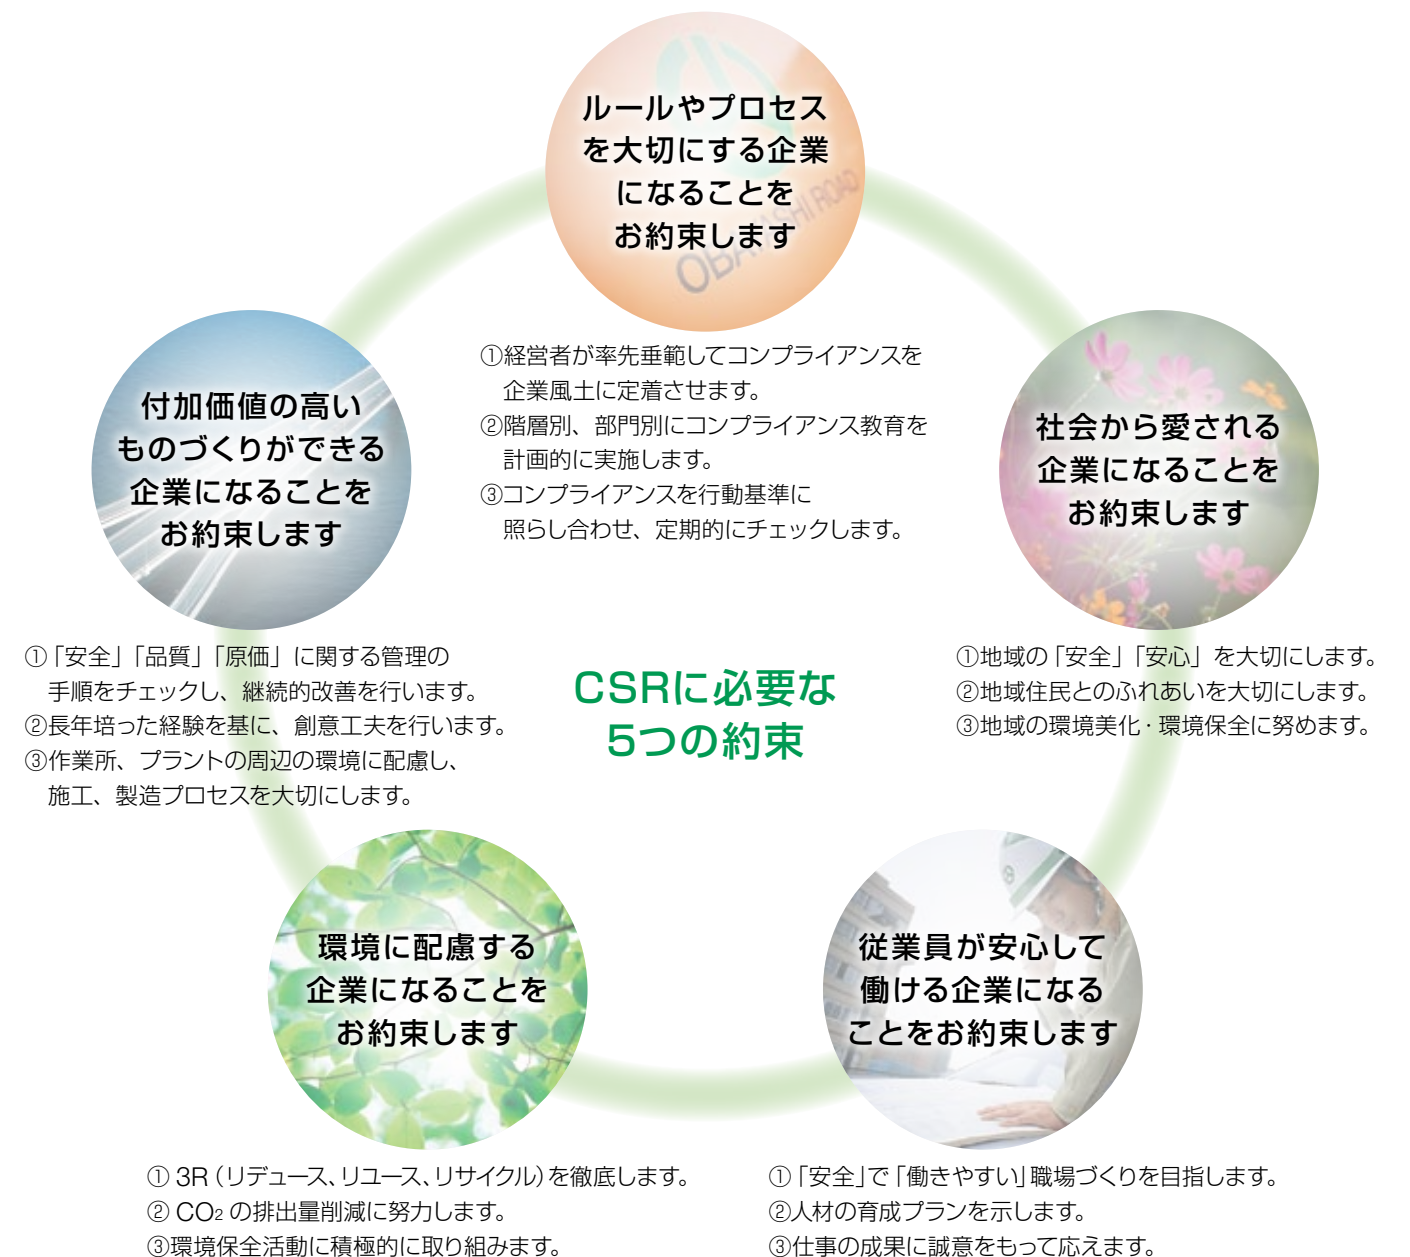 ルールやプロセス
を大切にする企業
になることを
お約束します
OBAYASHI ROAD
①経営者が率先垂範してコンプライアンスを
企業風土に定着させます。
②階層別、部門別にコンプライアンス教育を
計画的に実施します。
③コンプライアンスを行動基準に
照らし合わせ、定期的にチェックします。
付加価値の高い
ものづくりができる
企業になることを
お約束します
①「安全」「品質」「原価」に関する管理の
手順をチェックし、継続的改善を行います。
②長年培った経験を基に、創意工夫を行います。
③作業所、プラントの周辺の環境に配慮し、
施工、製造プロセスを大切にします。
CSRに必要な
5つの約束
社会から愛される
企業になることを
お約束します
①地域の「安全」「安心」を大切にします。
②地域住民とのふれあいを大切にします。
③地域の環境美化・環境保全に努めます。
環境に配慮する
企業になることを
お約束します
① 3R（リデュース、リユース、リサイクル）を徹底します。
② CO₂ の排出量削減に努力します。
③環境保全活動に積極的に取り組みます。
従業員が安心して
働ける企業になる
ことをお約束します
①「安全」で「働きやすい」職場づくりを目指します。
②人材の育成プランを示します。
③仕事の成果に誠意をもって応えます。